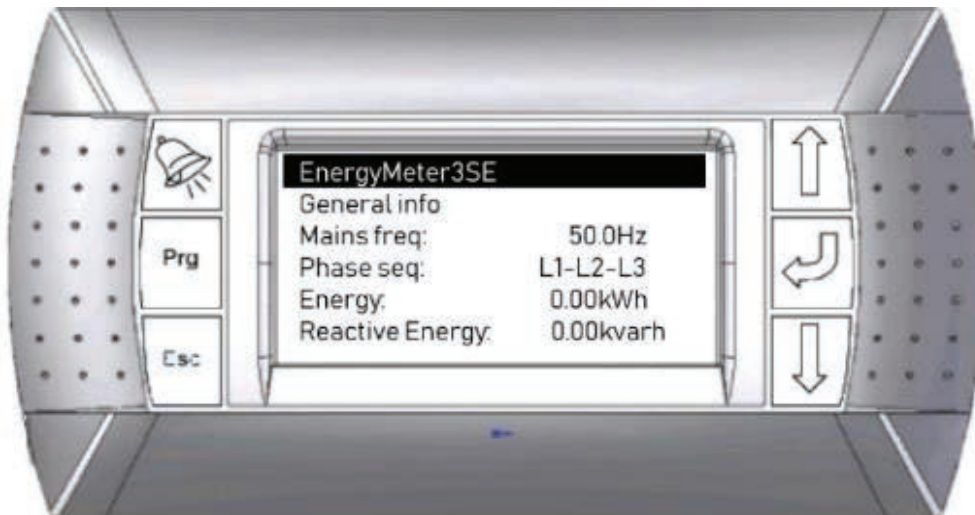 EnergyMeter3SE
General info
Mains freq: 50.0Hz
Phase seq: L1-L2-L3
Energy: 0.00kWh
Reactive Energy: 0.00kvarh
Prg
Esc